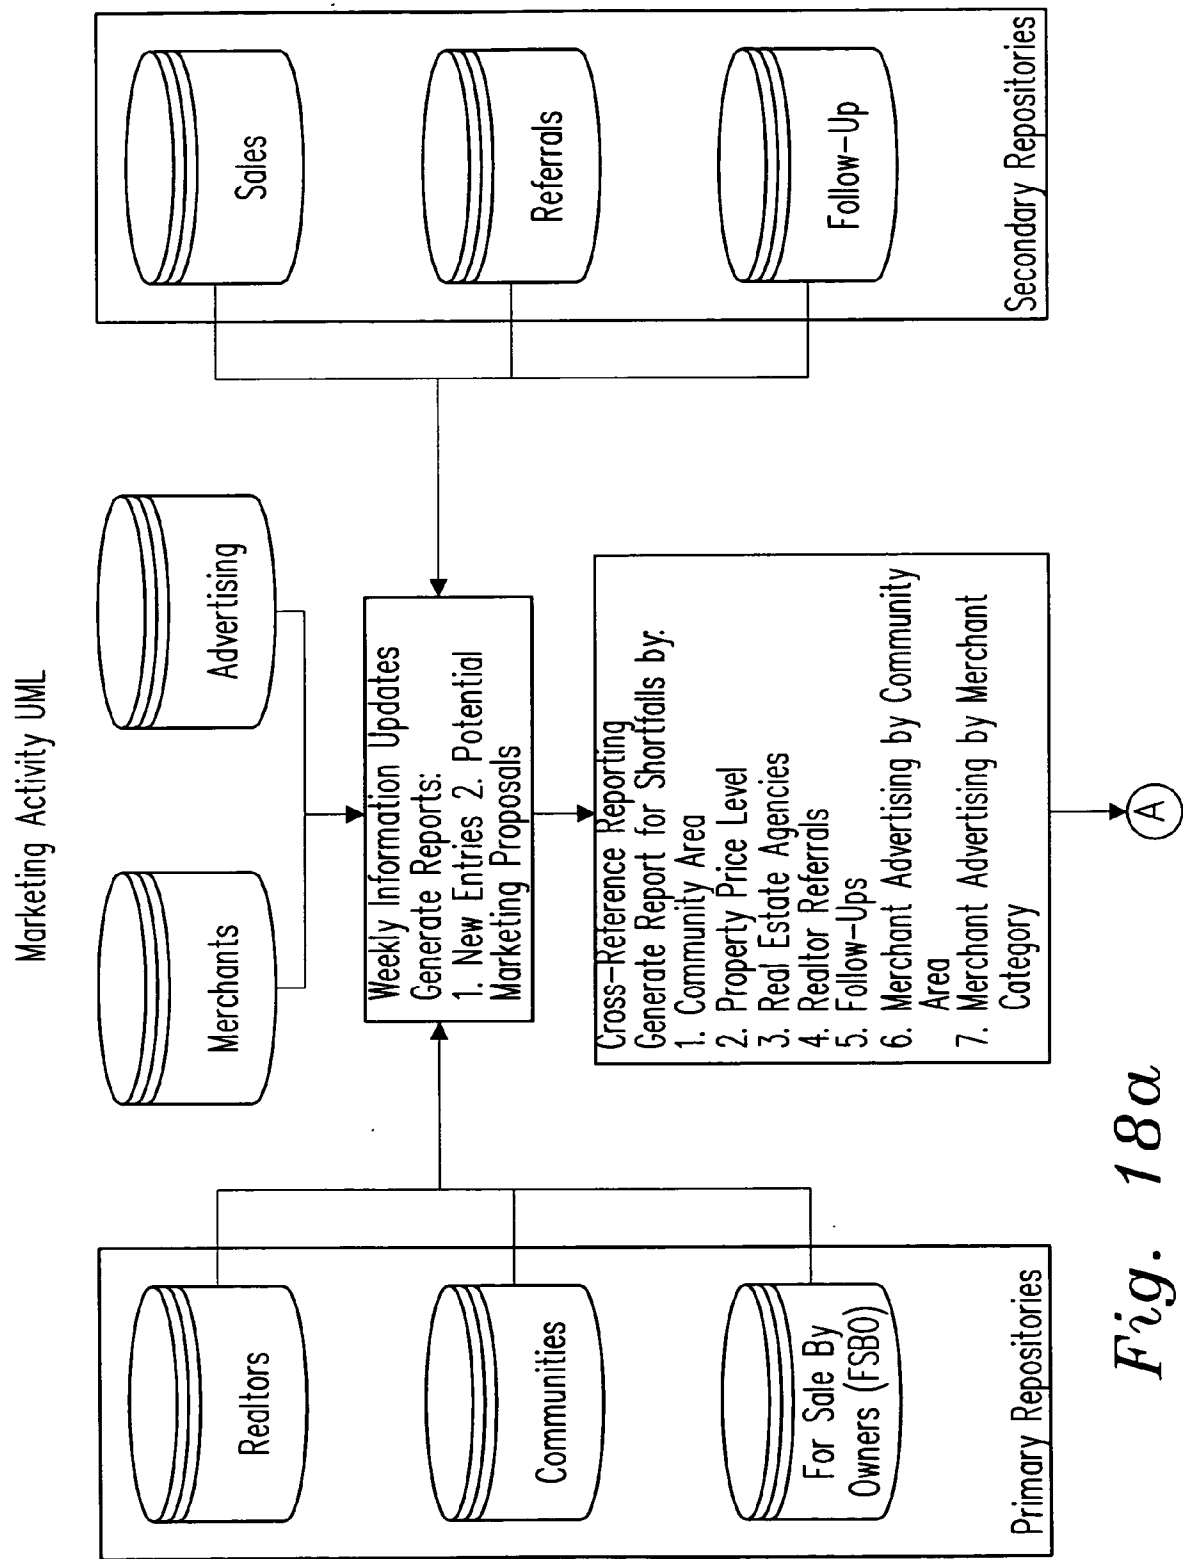 Marketing Activity UML
Merchants
Advertising
Realtors
Communities
For Sale By
Owners (FSBO)
Primary Repositories
Weekly Information Updates
Generate Reports:
1. New Entries 2. Potential
Marketing Proposals
Sales
Referrals
Follow-Up
Secondary Repositories
Cross-Reference Reporting
Generate Report for Shortfalls by:
1. Community Area
2. Property Price Level
3. Real Estate Agencies
4. Realtor Referrals
5. Follow-Ups
6. Merchant Advertising by Community
Area
7. Merchant Advertising by Merchant
Category
A
Fig. 18a